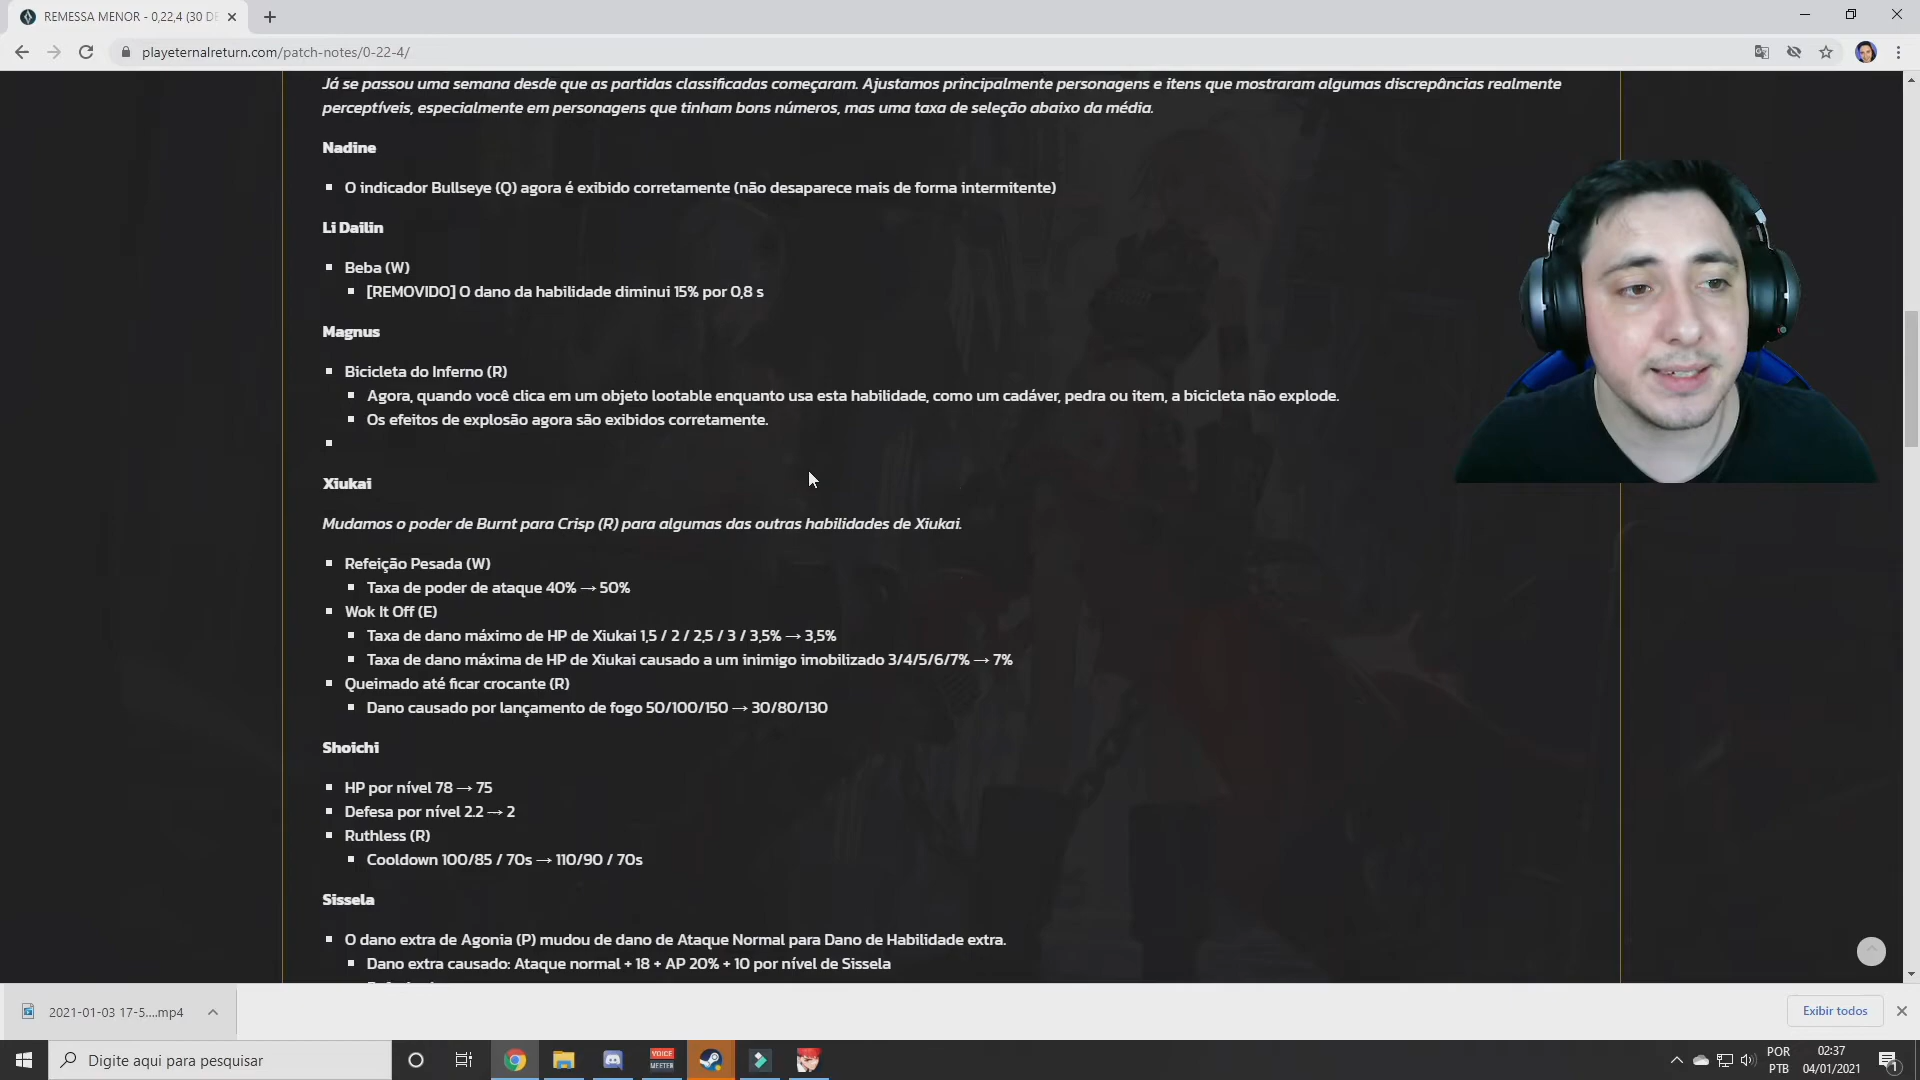 REMESSA MENOR - 0,22,4 (30 DE
playeternalreturn.com/patch-notes/0-22-4/
Já se passou uma semana desde que as partidas classificadas começaram. Ajustamos principalmente personagens e itens que mostraram algumas discrepâncias realmente
perceptíveis, especialmente em personagens que tinham bons números, mas uma taxa de seleção abaixo da média.
Nadine
O indicador Bullseye (Q) agora é exibido corretamente (não desaparece mais de forma intermitente)
Li Dailin
Beba (W)
[REMOVIDO] O dano da habilidade diminui 15% por 0,8 s
Magnus
Bicicleta do Inferno (R)
Agora, quando você clica em um objeto lootable enquanto usa esta habilidade, como um cadáver, pedra ou item, a bicicleta não explode.
Os efeitos de explosão agora são exibidos corretamente.
Xiukai
Mudamos o poder de Burnt para Crisp (R) para algumas das outras habilidades de Xiukai.
Refeição Pesada (W)
Taxa de poder de ataque 40% → 50%
Wok It Off (E)
Taxa de dano máximo de HP de Xiukai 1,5 / 2 / 2,5 / 3 / 3,5% → 3,5%
Taxa de dano máxima de HP de Xiukai causado a um inimigo imobilizado 3/4/5/6/7% → 7%
Queimado até ficar crocante (R)
Dano causado por lançamento de fogo 50/100/150 → 30/80/130
Shoichi
HP por nível 78 → 75
Defesa por nível 2.2 → 2
Ruthless (R)
Cooldown 100/85 / 70s → 110/90 / 70s
Sissela
O dano extra de Agonia (P) mudou de dano de Ataque Normal para Dano de Habilidade extra.
Dano extra causado: Ataque normal + 18 + AP 20% + 10 por nível de Sissela
2021-01-03 17-5....mp4
Exibir todos
Digite aqui para pesquisar
VOICE
MEETER
POR
PTB
02:37
04/01/2021
1